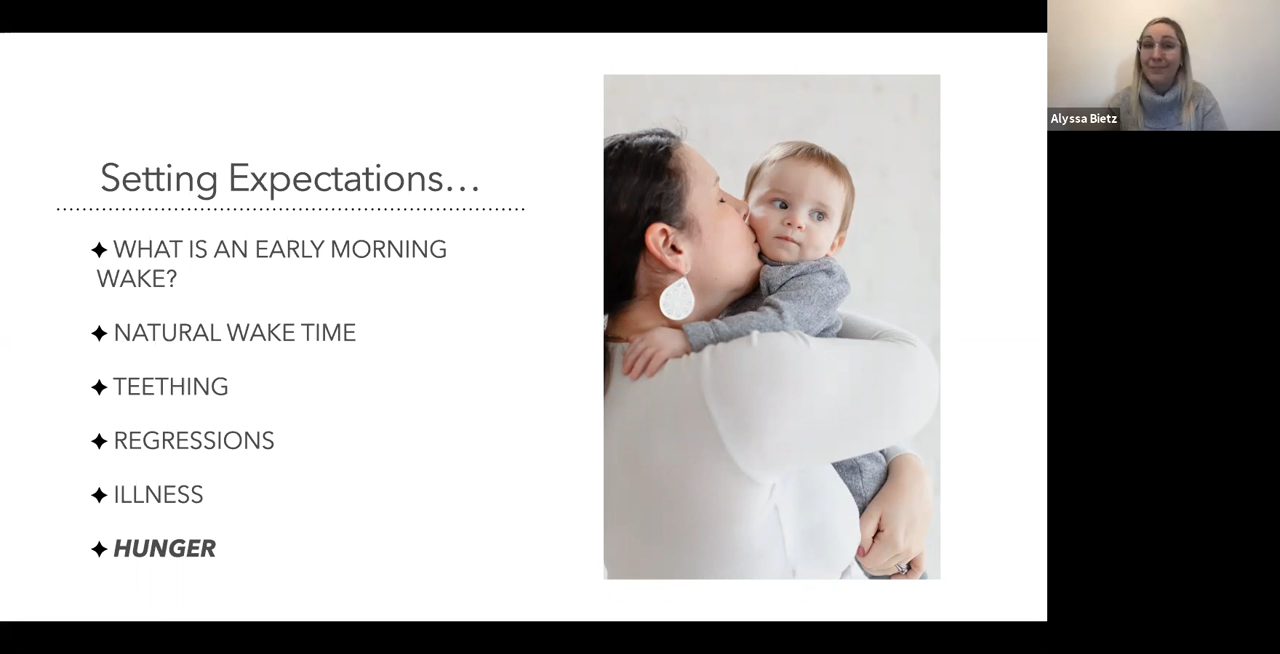 Setting Expectations…
✦ WHAT IS AN EARLY MORNING
WAKE?
✦ NATURAL WAKE TIME
✦ TEETHING
✦ REGRESSIONS
✦ ILLNESS
✦ HUNGER
Alyssa Bietz